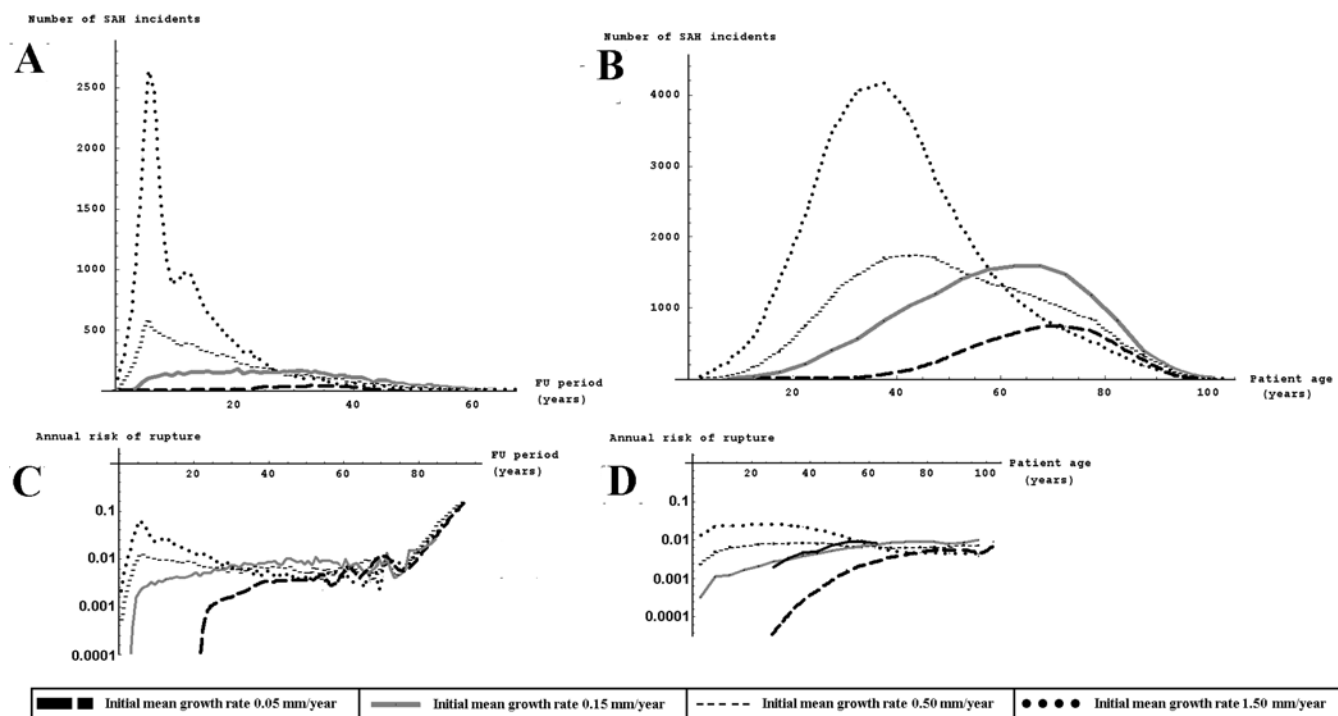 Number of SAH incidents
A
2500
2000
1500
1000
500
20
40
60
FU period
(years)
Number of SAH incidents
B
4000
3000
2000
1000
20
40
60
80
100
Patient age
(years)
Annual risk of rupture
C
20
40
60
80
FU period
(years)
0.1
0.01
0.001
0.0001
Annual risk of rupture
D
20
40
60
80
100
Patient age
(years)
0.1
0.01
0.001
0.0001
Initial mean growth rate 0.05 mm/year
Initial mean growth rate 0.15 mm/year
Initial mean growth rate 0.50 mm/year
Initial mean growth rate 1.50 mm/year